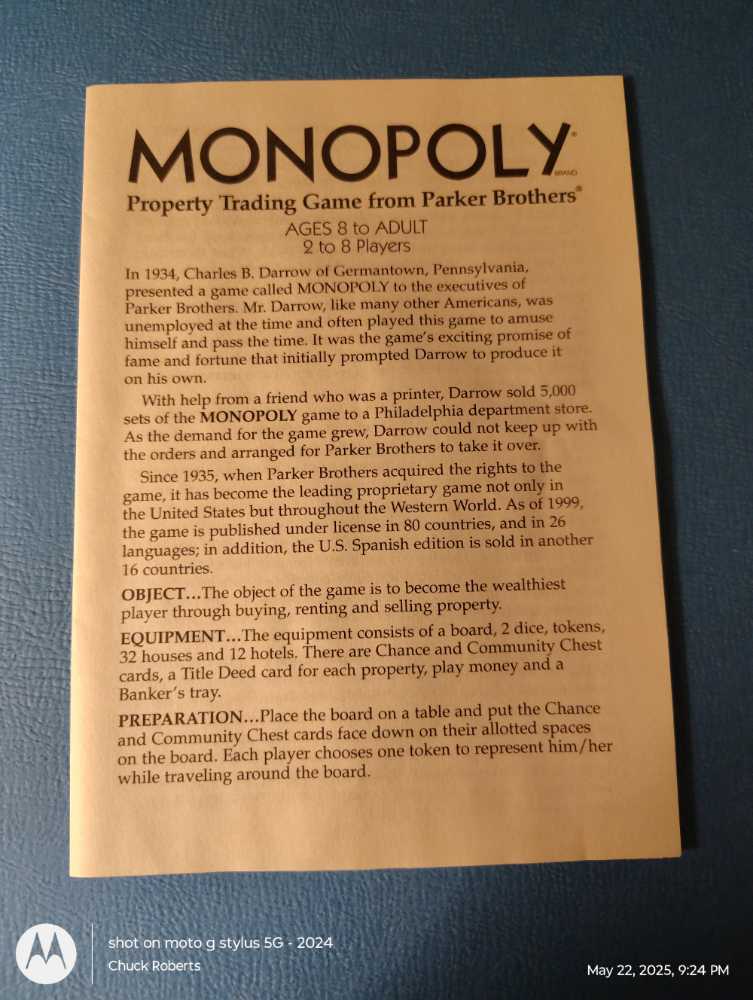 MONOPOLY®
BRAND
Property Trading Game from Parker Brothers®
AGES 8 to ADULT
2 to 8 Players
In 1934, Charles B. Darrow of Germantown, Pennsylvania,
presented a game called MONOPOLY to the executives of
Parker Brothers. Mr. Darrow, like many other Americans, was
unemployed at the time and often played this game to amuse
himself and pass the time. It was the game's exciting promise of
fame and fortune that initially prompted Darrow to produce it
on his own.
With help from a friend who was a printer, Darrow sold 5,000
sets of the MONOPOLY game to a Philadelphia department store.
As the demand for the game grew, Darrow could not keep up with
the orders and arranged for Parker Brothers to take it over.
Since 1935, when Parker Brothers acquired the rights to the
game, it has become the leading proprietary game not only in
the United States but throughout the Western World. As of 1999,
the game is published under license in 80 countries, and in 26
languages; in addition, the U.S. Spanish edition is sold in another
16 countries.
OBJECT...The object of the game is to become the wealthiest
player through buying, renting and selling property.
EQUIPMENT...The equipment consists of a board, 2 dice, tokens,
32 houses and 12 hotels. There are Chance and Community Chest
cards, a Title Deed card for each property, play money and a
Banker's tray.
PREPARATION...Place the board on a table and put the Chance
and Community Chest cards face down on their allotted spaces
on the board. Each player chooses one token to represent him/her
while traveling around the board.
shot on moto g stylus 5G - 2024
Chuck Roberts
May 22, 2025, 9:24 PM